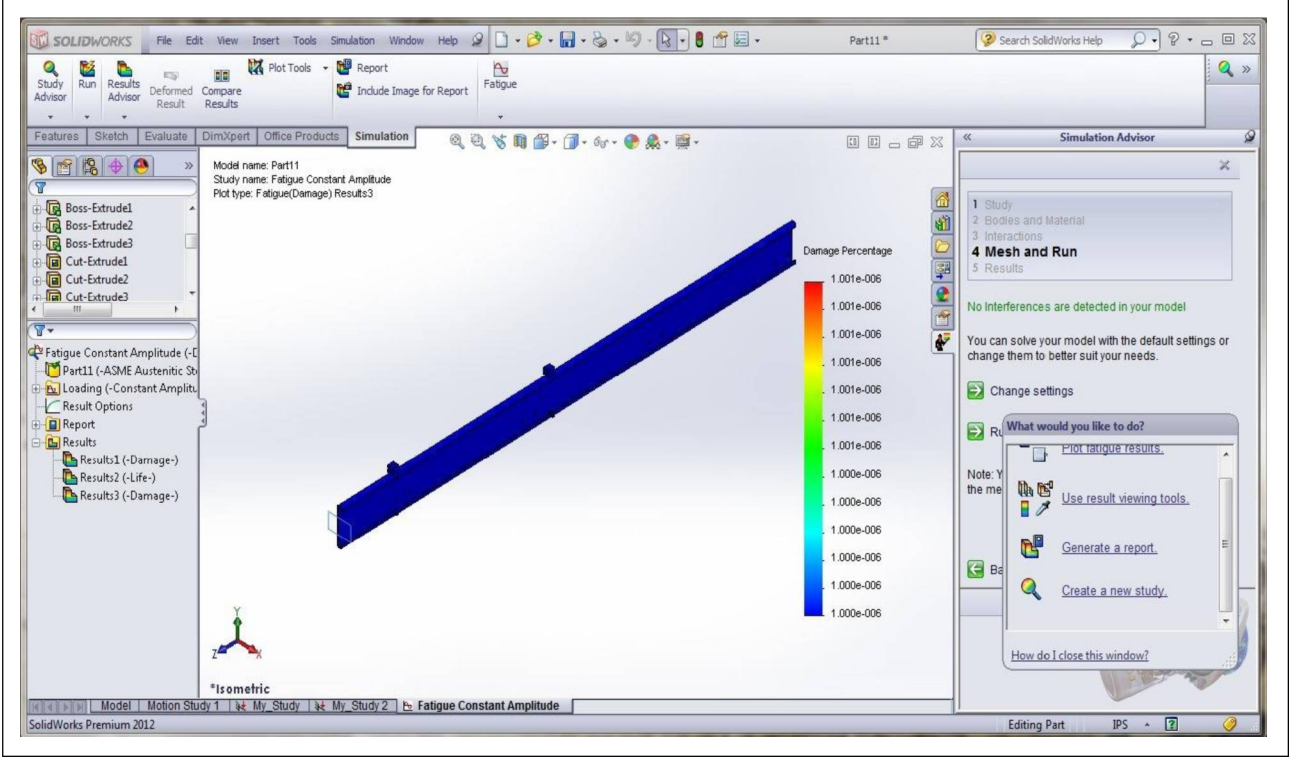 SOLIDWORKS File Edit View Insert Tools Simulation Window Help Part11 * Search SolidWorks Help
Study Advisor
Run
Results Advisor
Deformed Result
Compare Results
Plot Tools
Report
Include Image for Report
Fatigue
Features Sketch Evaluate DimXpert Office Products Simulation
Boss-Extrude1
Boss-Extrude2
Boss-Extrude3
Cut-Extrude1
Cut-Extrude2
Cut-Extrude3
Fatigue Constant Amplitude (-D
Part11 (-ASME Austenitic St
Loading (-Constant Amplitu
Result Options
Report
Results
Results1 (-Damage-)
Results2 (-Life-)
Results3 (-Damage-)
Model name: Part11
Study name: Fatigue Constant Amplitude
Plot type: Fatigue(Damage) Results3
Damage Percentage
1.001e-006
1.001e-006
1.001e-006
1.001e-006
1.001e-006
1.001e-006
1.001e-006
1.000e-006
1.000e-006
1.000e-006
1.000e-006
1.000e-006
1.000e-006
Y
Z X
*Isometric
Simulation Advisor
1 Study
2 Bodies and Material
3 Interactions
4 Mesh and Run
5 Results
No Interferences are detected in your model
You can solve your model with the default settings or
change them to better suit your needs.
Change settings
Ru
Note: Y
the me
Ba
What would you like to do?
Plot fatigue results.
Use result viewing tools.
Generate a report.
Create a new study.
How do I close this window?
Model Motion Study 1 My_Study My_Study 2 Fatigue Constant Amplitude
SolidWorks Premium 2012 Editing Part IPS